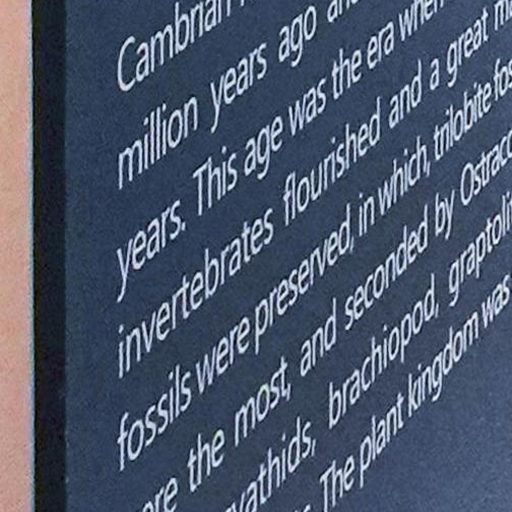 Cambrian
million years ago
years. This age was the era when
invertebrates flourished and a great
fossils were preserved, in which, trilobite
the most, and seconded by
brachiopod,
The plant kingdom was